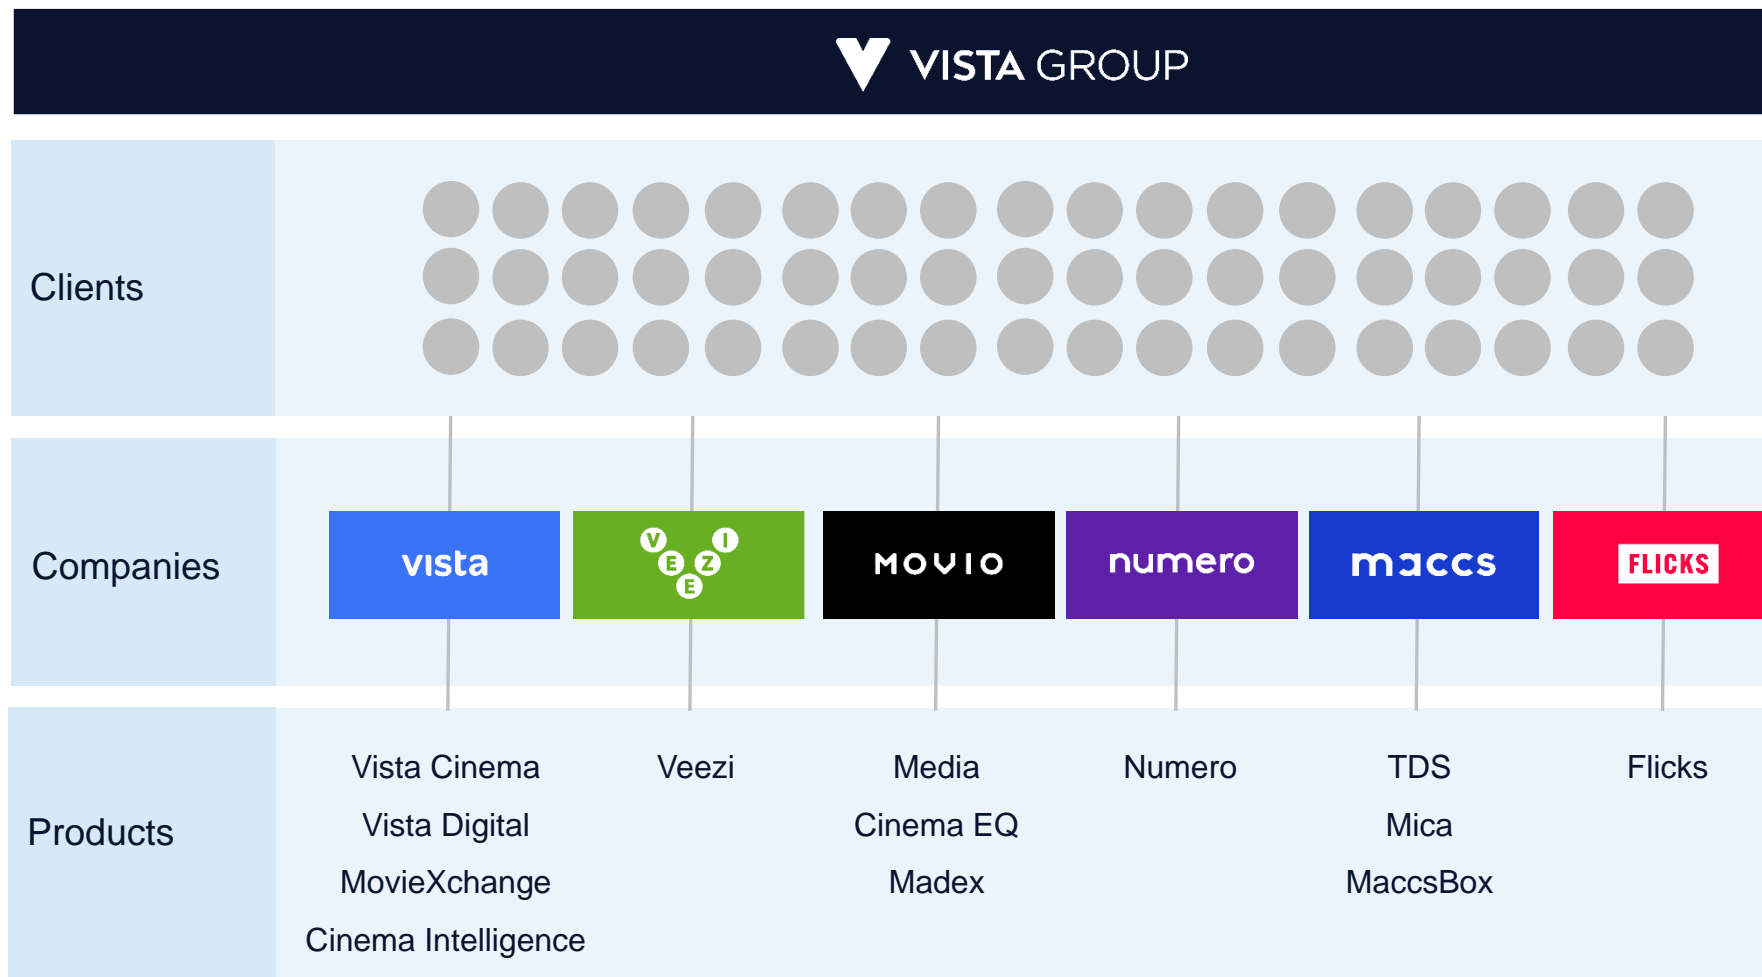 VISTA GROUP
Clients
Companies
vista
VEEZI
MOVIO
numero
maccs
FLICKS
Products
Vista Cinema
Veezi
Media
Numero
TDS
Flicks
Vista Digital
Cinema EQ
Mica
MovieXchange
Madex
MaccsBox
Cinema Intelligence